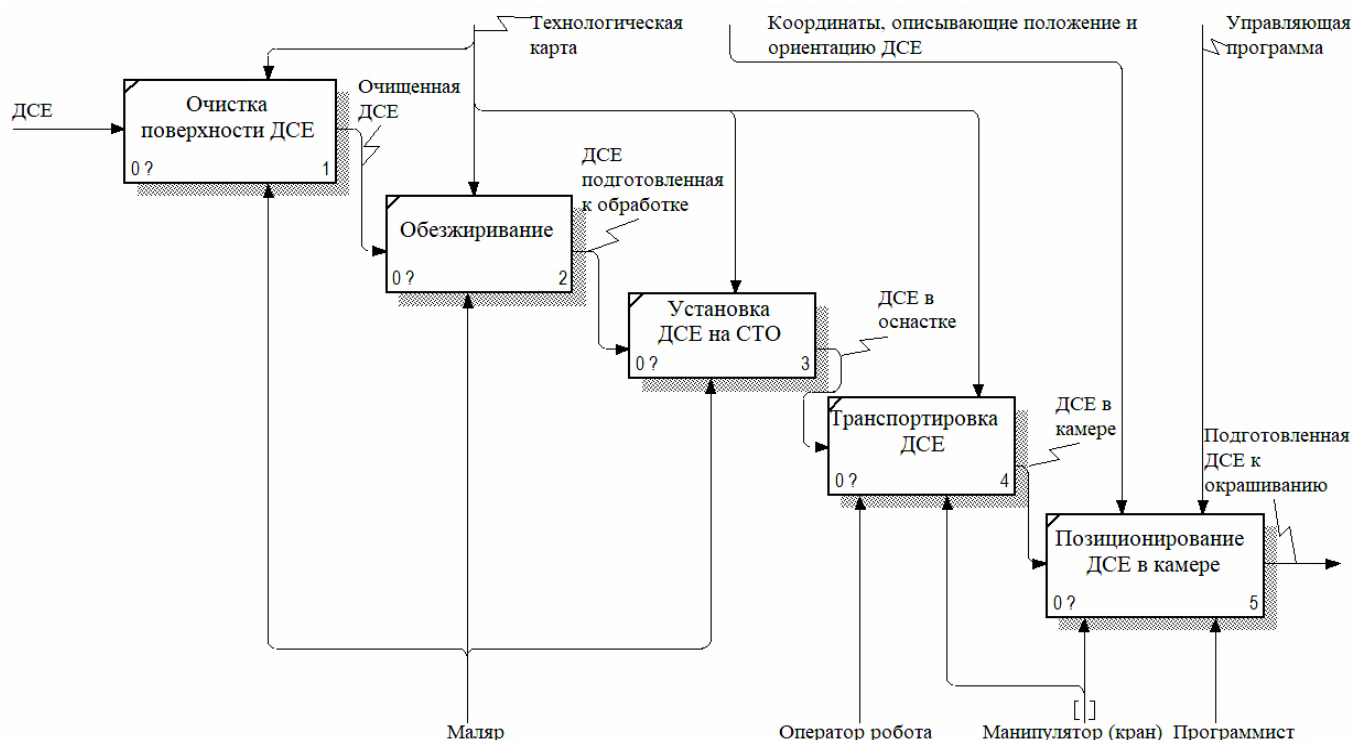 Технологическая
карта
Координаты, описывающие положение и
ориентацию ДСЕ
Управляющая
программа
ДСЕ
Очистка
поверхности ДСЕ
0 ?
1
Очищенная
ДСЕ
Обезжиривание
0 ?
2
ДСЕ
подготовленная
к обработке
Установка
ДСЕ на СТО
0 ?
3
ДСЕ в
оснастке
Транспортировка
ДСЕ
0 ?
4
ДСЕ в
камере
Позиционирование
ДСЕ в камере
0 ?
5
Подготовленная
ДСЕ к
окрашиванию
Маляр
Оператор робота
Манипулятор (кран)
Программист